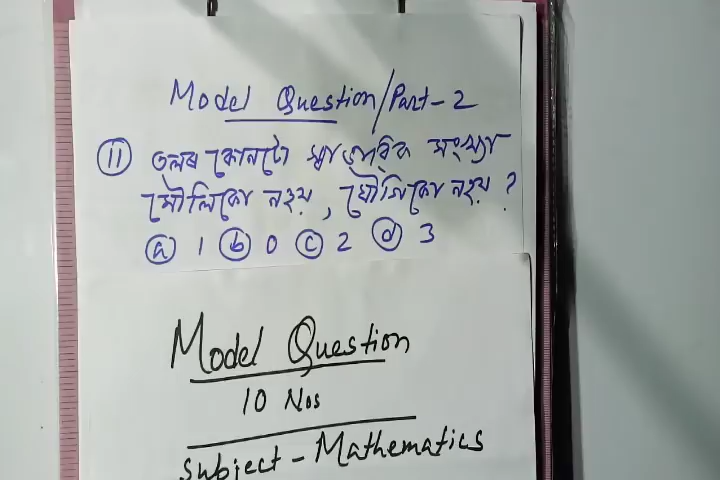 Model Question/Part-2
11 তলৰ কোনটো স্বাভাৱিক সংখ্যা
মৌলিকো নহয়, যৌগিকো নহয় ?
a 1 b 0 c 2 d 3
Model Question
10 Nos
Subject - Mathematics